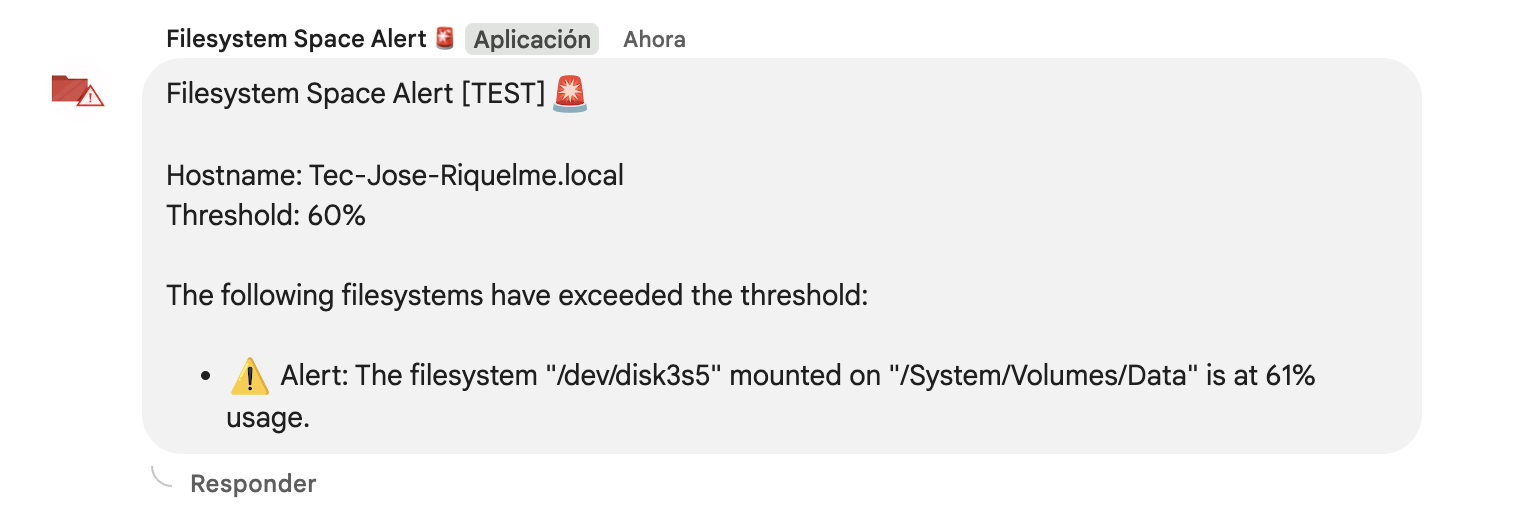 Filesystem Space Alert 🚨 Aplicación Ahora
Filesystem Space Alert [TEST] 🚨
Hostname: Tec-Jose-Riquelme.local
Threshold: 60%
The following filesystems have exceeded the threshold:
• ⚠️ Alert: The filesystem "/dev/disk3s5" mounted on "/System/Volumes/Data" is at 61%
usage.
Responder